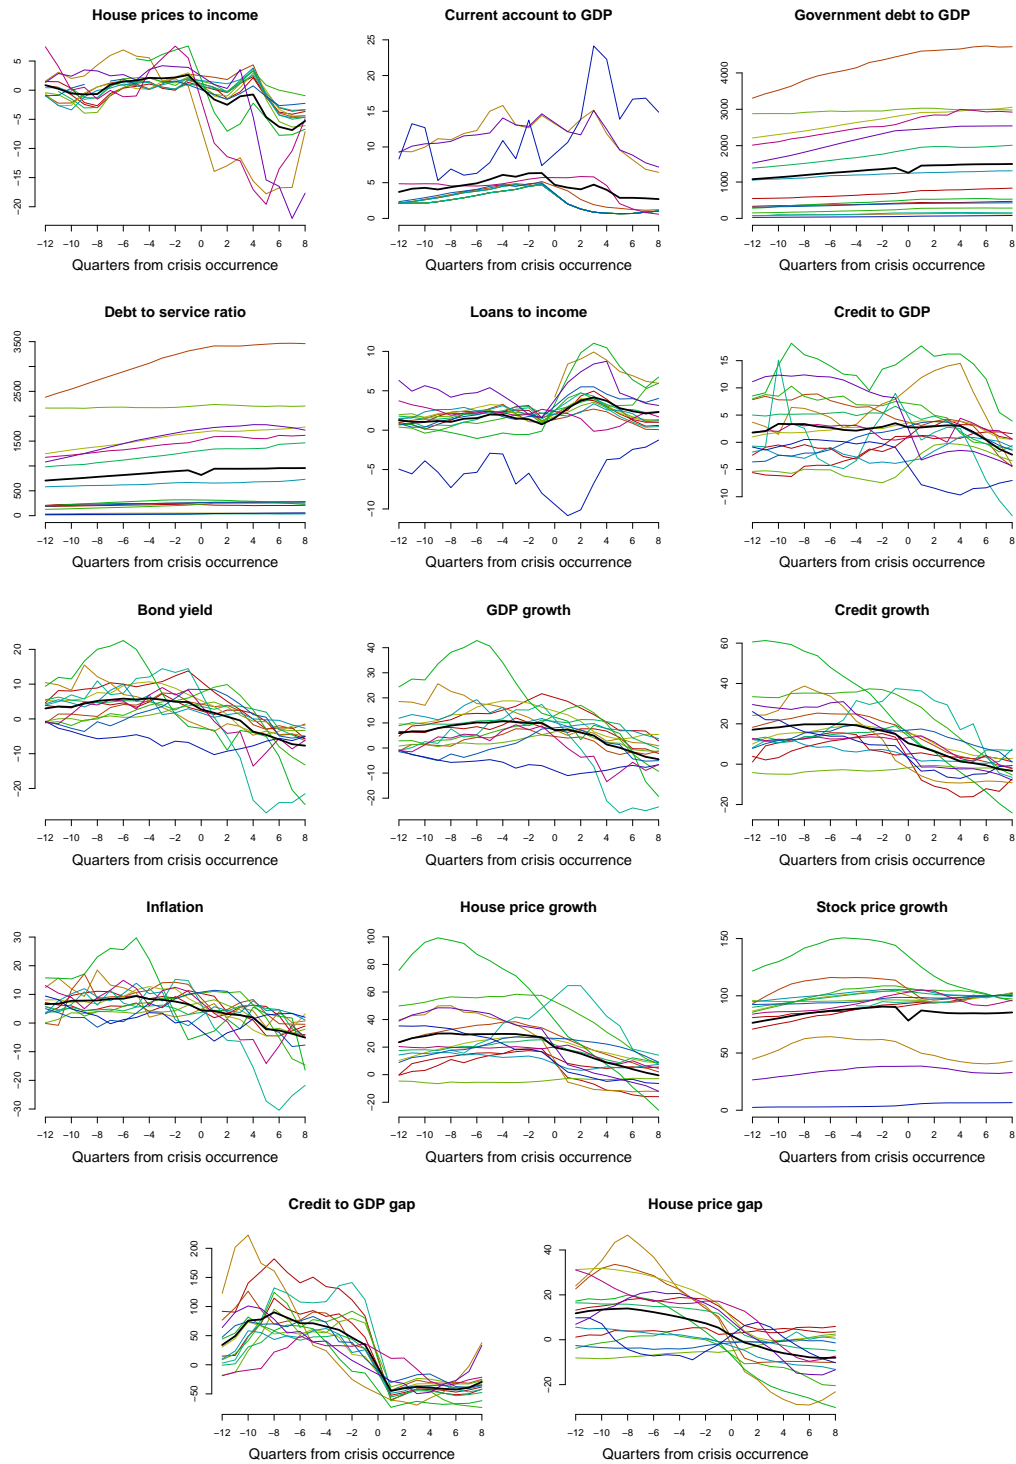 House prices to income
Current account to GDP
Government debt to GDP
5
0
−5
−10
−15
−20
−12 −10 −8 −6 −4 −2 0 2 4 6 8
Quarters from crisis occurrence
25
20
15
10
5
0
−12 −10 −8 −6 −4 −2 0 2 4 6 8
Quarters from crisis occurrence
4000
3000
2000
1000
0
−12 −10 −8 −6 −4 −2 0 2 4 6 8
Quarters from crisis occurrence
Debt to service ratio
Loans to income
Credit to GDP
3500
2500
1500
500
0
−12 −10 −8 −6 −4 −2 0 2 4 6 8
Quarters from crisis occurrence
10
5
0
−5
−10
−12 −10 −8 −6 −4 −2 0 2 4 6 8
Quarters from crisis occurrence
15
10
5
0
−5
−10
−12 −10 −8 −6 −4 −2 0 2 4 6 8
Quarters from crisis occurrence
Bond yield
GDP growth
Credit growth
20
10
0
−10
−20
−12 −10 −8 −6 −4 −2 0 2 4 6 8
Quarters from crisis occurrence
40
30
20
10
0
−10
−20
−12 −10 −8 −6 −4 −2 0 2 4 6 8
Quarters from crisis occurrence
60
40
20
0
−20
−12 −10 −8 −6 −4 −2 0 2 4 6 8
Quarters from crisis occurrence
Inflation
House price growth
Stock price growth
30
20
10
0
−10
−20
−30
−12 −10 −8 −6 −4 −2 0 2 4 6 8
Quarters from crisis occurrence
100
80
60
40
20
0
−20
−12 −10 −8 −6 −4 −2 0 2 4 6 8
Quarters from crisis occurrence
150
100
50
0
−12 −10 −8 −6 −4 −2 0 2 4 6 8
Quarters from crisis occurrence
Credit to GDP gap
House price gap
200
150
100
50
0
−50
−12 −10 −8 −6 −4 −2 0 2 4 6 8
Quarters from crisis occurrence
40
20
0
−20
−12 −10 −8 −6 −4 −2 0 2 4 6 8
Quarters from crisis occurrence